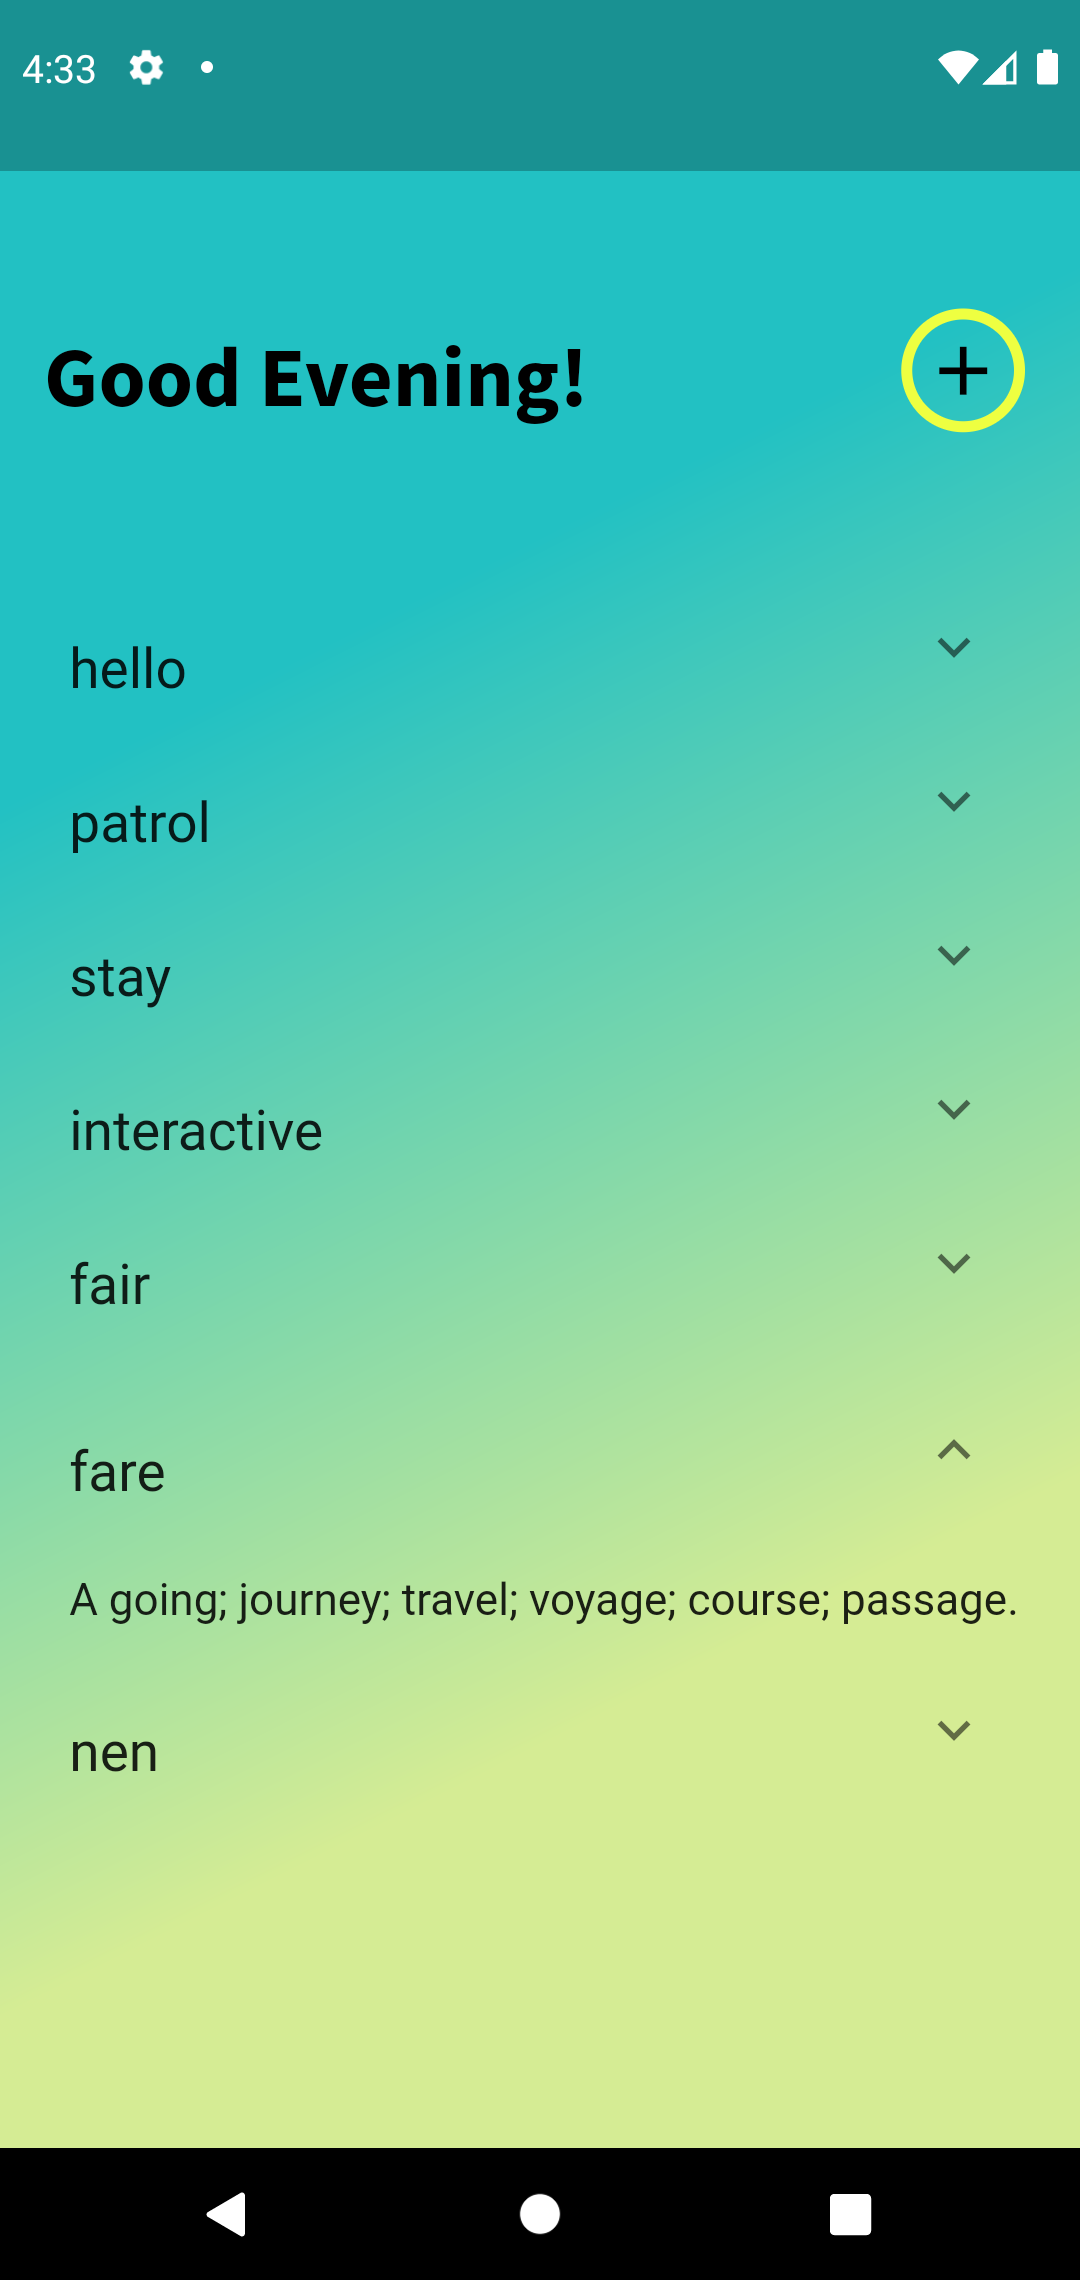 4:33
Good Evening!
hello
patrol
stay
interactive
fair
fare
A going; journey; travel; voyage; course; passage.
nen